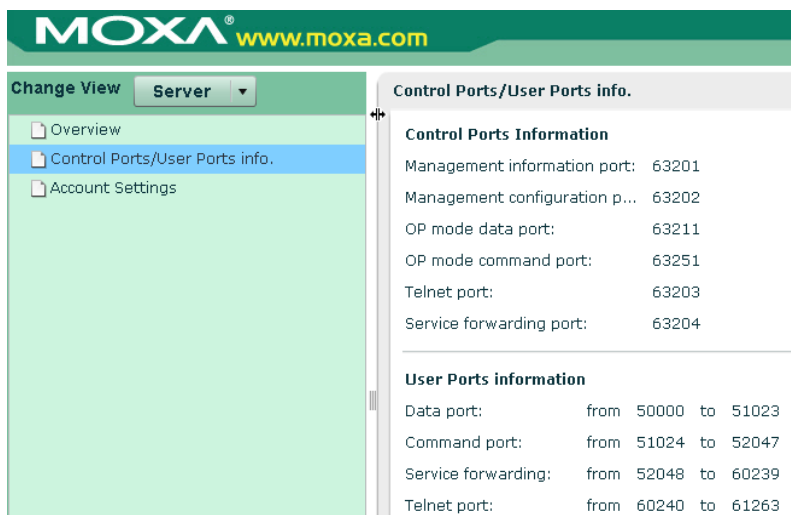 MOXA® www.moxa.com
Change View Server
Overview
Control Ports/User Ports info.
Account Settings
Control Ports/User Ports info.
Control Ports Information
Management information port: 63201
Management configuration p... 63202
OP mode data port: 63211
OP mode command port: 63251
Telnet port: 63203
Service forwarding port: 63204
User Ports information
Data port: from 50000 to 51023
Command port: from 51024 to 52047
Service forwarding: from 52048 to 60239
Telnet port: from 60240 to 61263